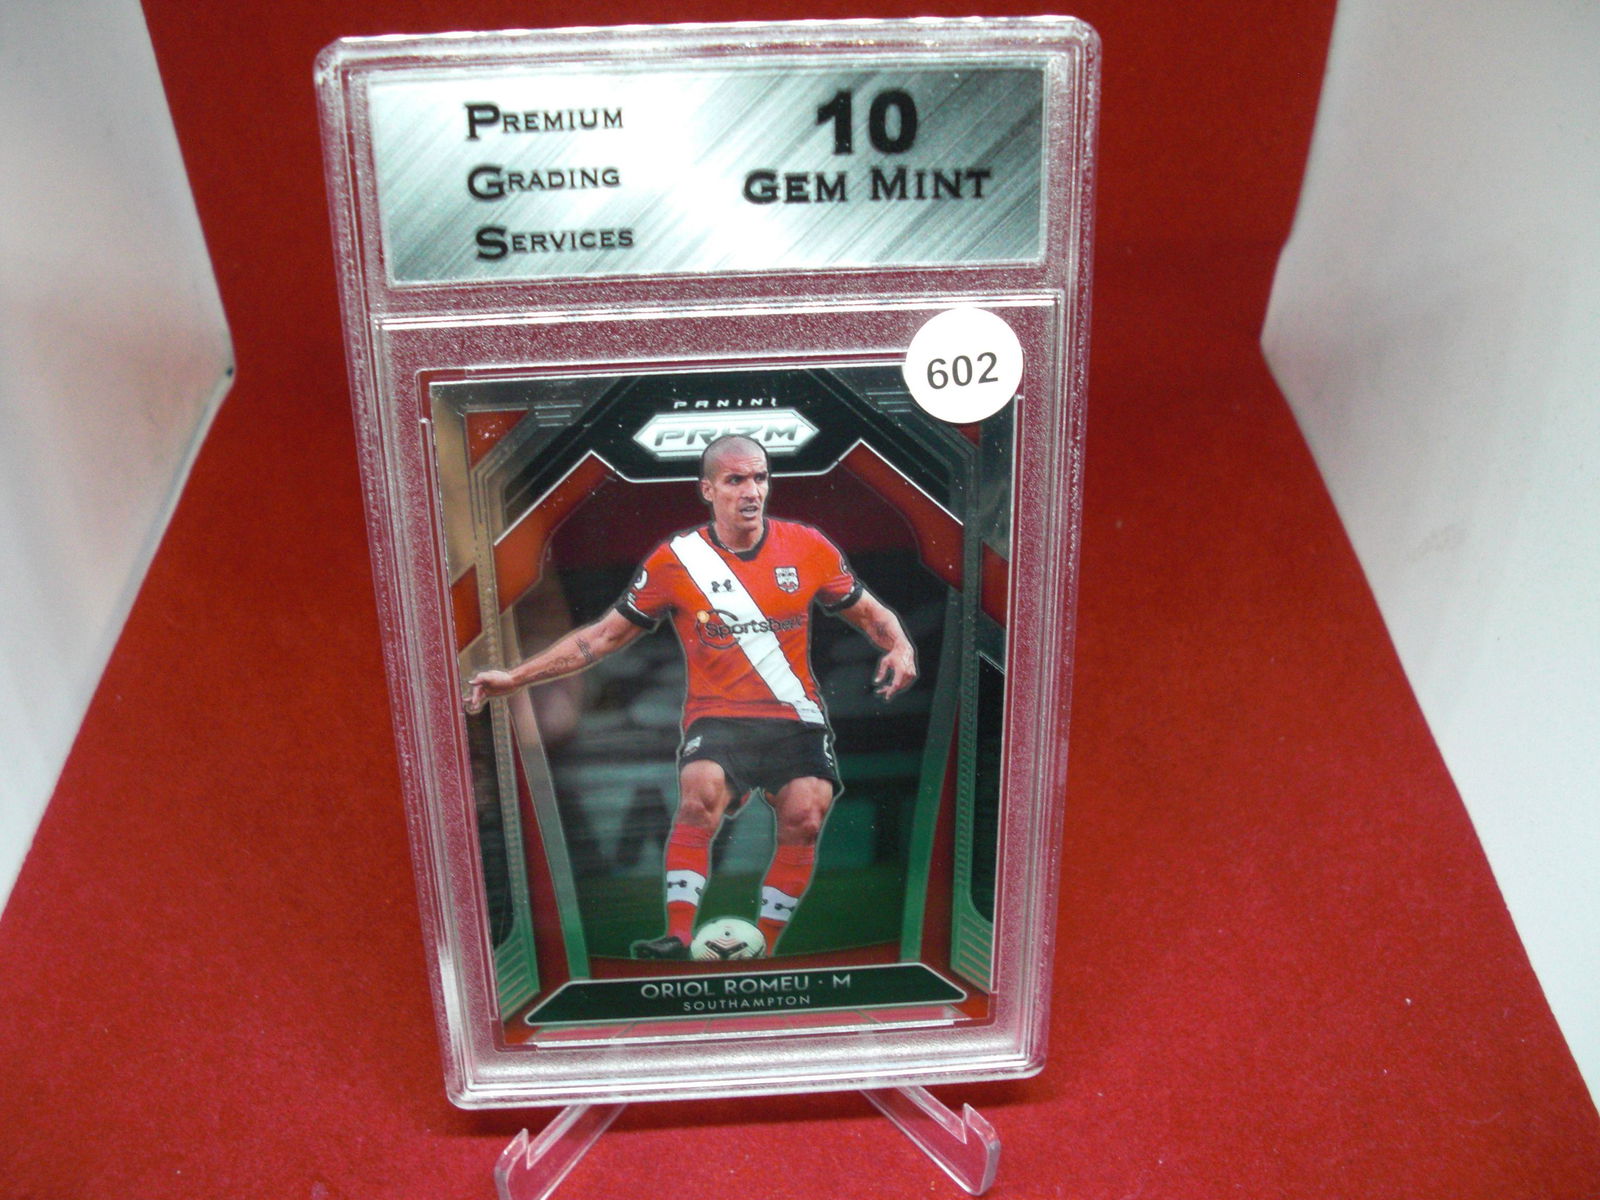 PREMIUM
GRADING
SERVICES
10
GEM MINT
602
PANINI
PRIZM
Sportsbet
ORIOL ROMEU · M
SOUTHAMPTON